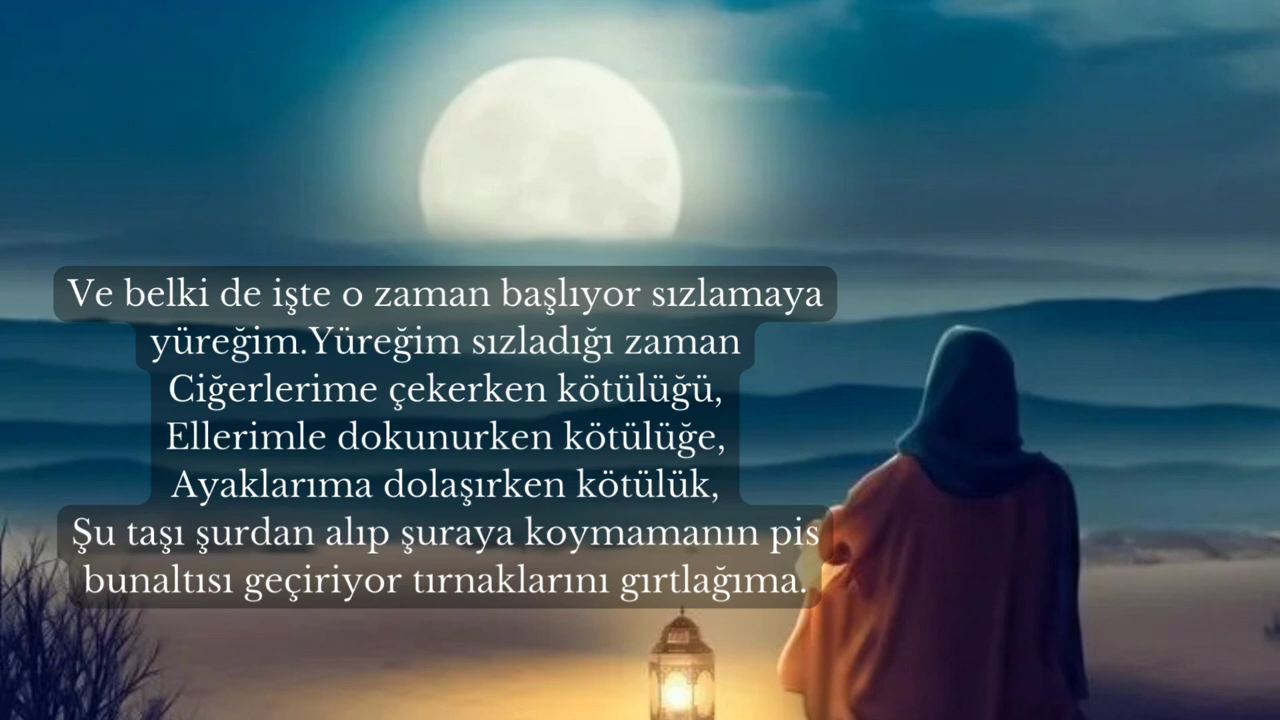 Ve belki de işte o zaman başlıyor sızlamaya
yüreğim.Yüreğim sızladığı zaman
Ciğerlerime çekerken kötülüğü,
Ellerimle dokunurken kötülüğe,
Ayaklarıma dolaşırken kötülük,
Şu taşı şurdan alıp şuraya koymamanın pis
bunaltısı geçiriyor tırnaklarını gırtlağıma.